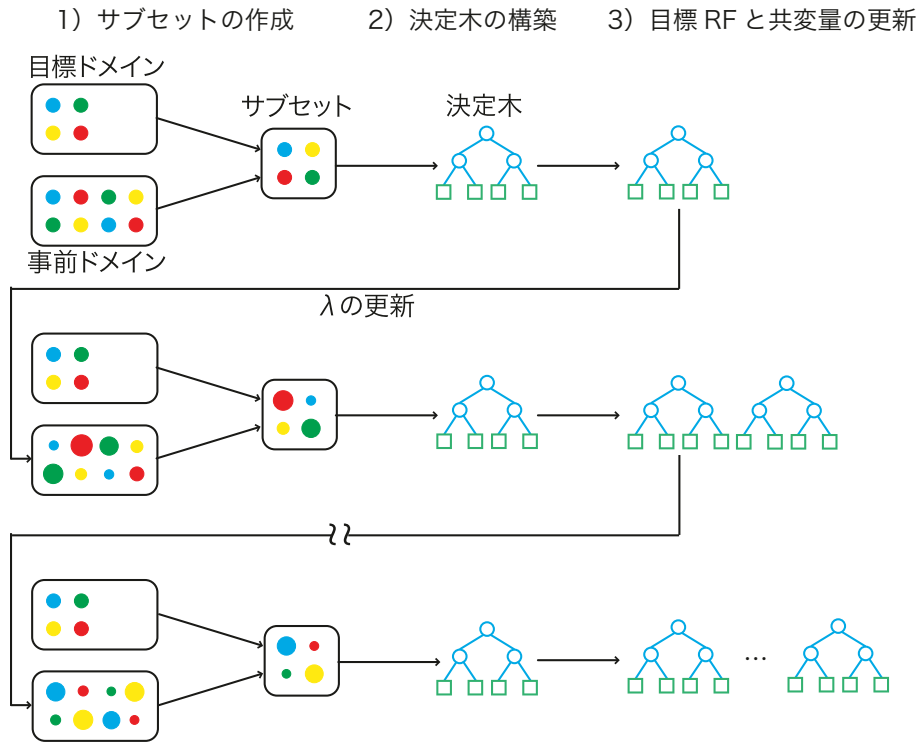 1）サブセットの作成
2）決定木の構築
3）目標 RF と共変量の更新
目標ドメイン
サブセット
決定木
事前ドメイン
λの更新
…